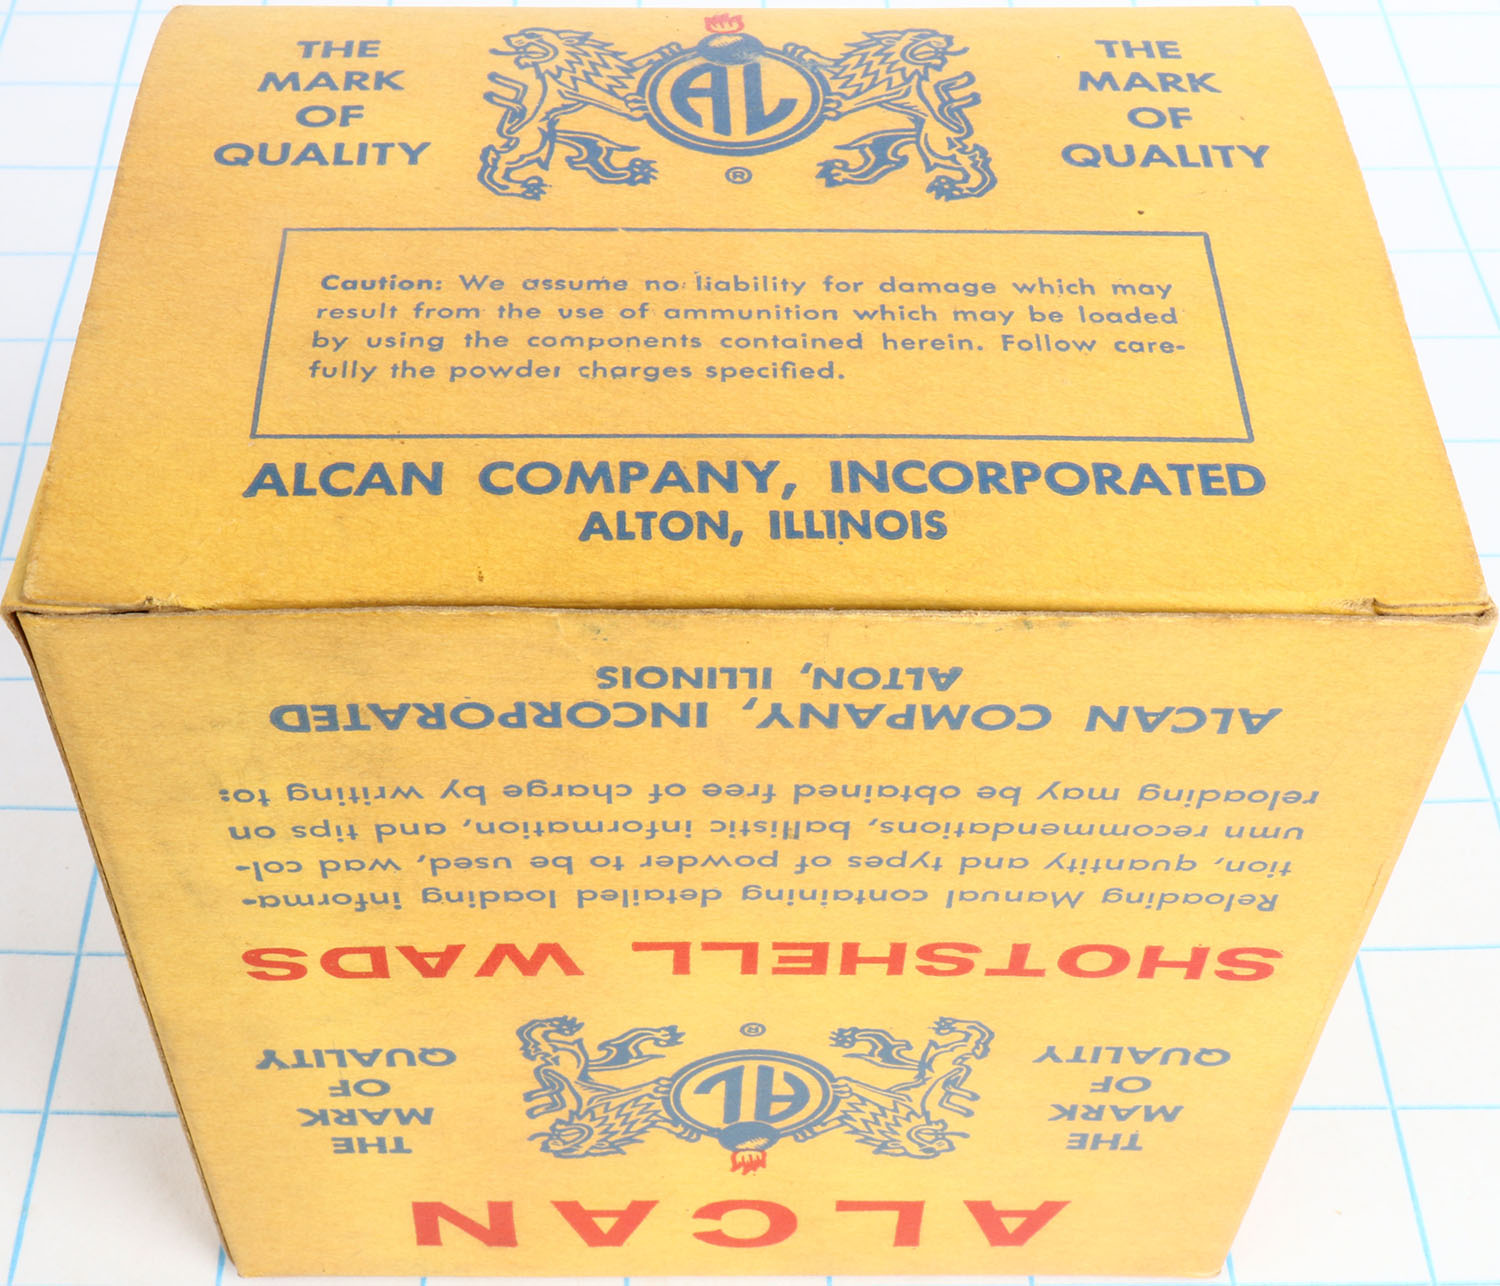 THE
MARK
OF
QUALITY
AL
®
THE
MARK
OF
QUALITY
Caution: We assume no liability for damage which may
result from the use of ammunition which may be loaded
by using the components contained herein. Follow care-
fully the powder charges specified.
ALCAN COMPANY, INCORPORATED
ALTON, ILLINOIS
ALCAN
THE
MARK
OF
QUALITY
AL
®
THE
MARK
OF
QUALITY
SHOTSHELL WADS
Reloading Manual containing detailed loading informa-
tion, quantity and types of powder to be used, wad col-
umn recommendations, ballistic information, and tips on
reloading may be obtained free of charge by writing to:
ALCAN COMPANY, INCORPORATED
ALTON, ILLINOIS